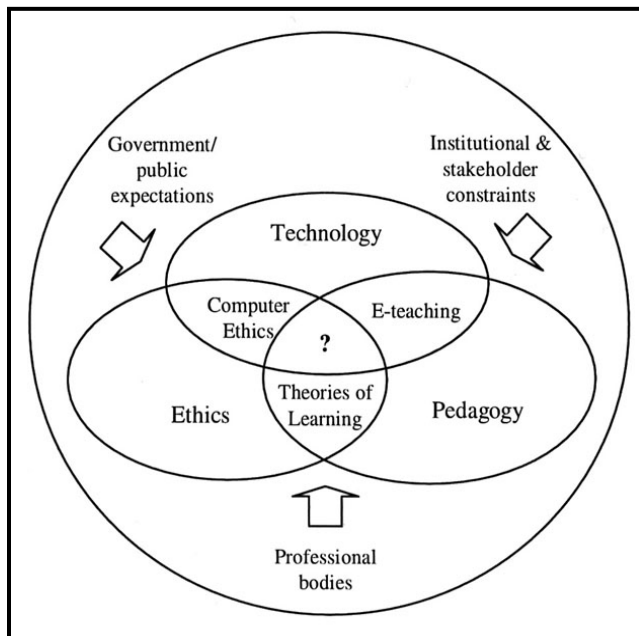 Government/
public
expectations
Institutional &
stakeholder
constraints
Technology
Computer
Ethics
E-teaching
?
Theories of
Learning
Ethics
Pedagogy
Professional
bodies